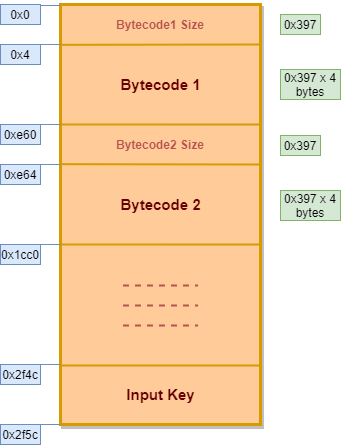 0x0
Bytecode1 Size
0x397
0x4
Bytecode 1
0x397 x 4
bytes
0xe60
Bytecode2 Size
0x397
0xe64
Bytecode 2
0x397 x 4
bytes
0x1cc0
0x2f4c
Input Key
0x2f5c